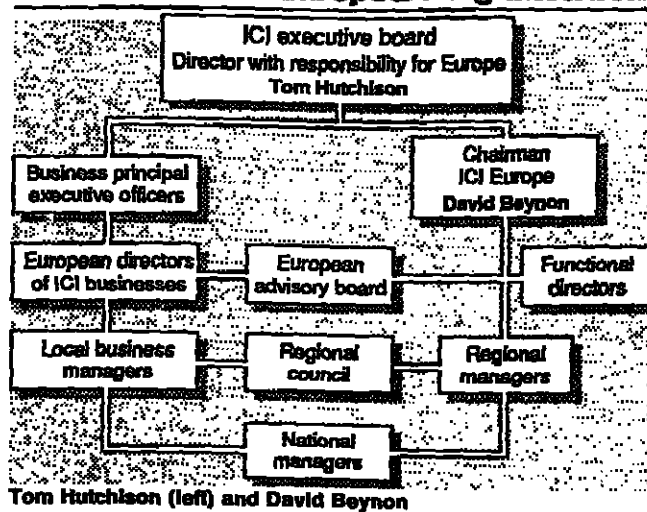 ICI executive board
Director with responsibility for Europe
Tom Hutchison
Business principal
executive officers
Chairman
ICI Europe
David Beynon
European directors
of ICI businesses
European
advisory board
Functional
directors
Local business
managers
Regional
council
Regional
managers
National
managers
Tom Hutchison (left) and David Beynon